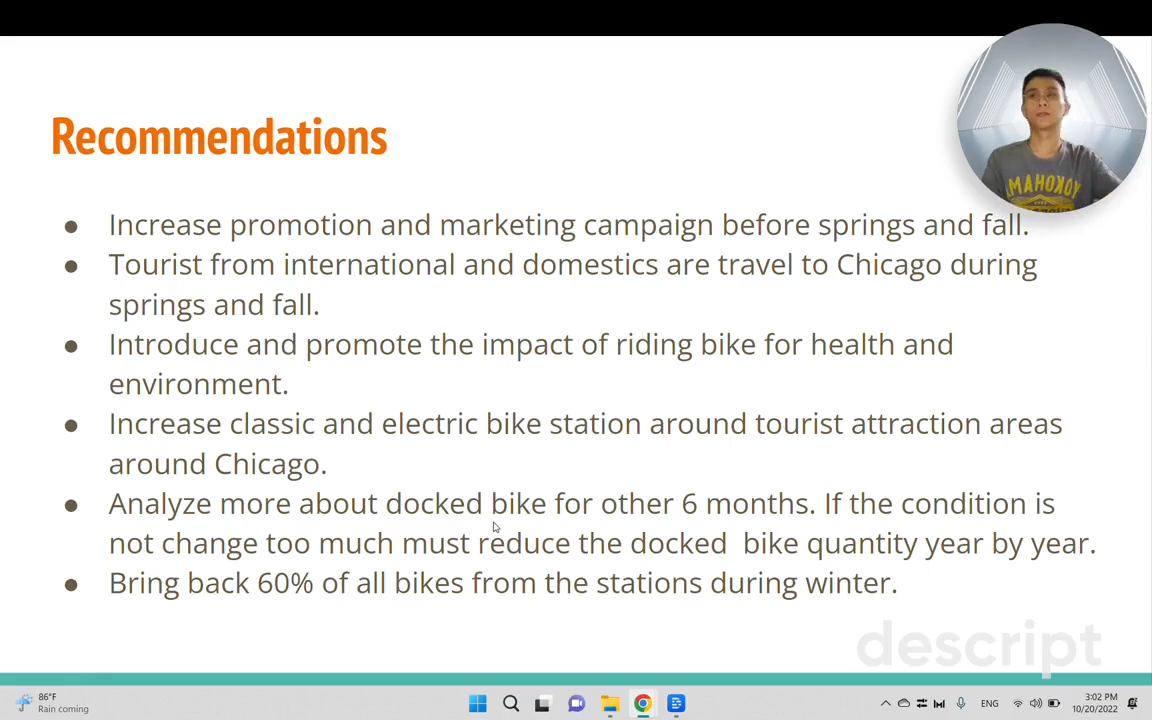 Recommendations
● Increase promotion and marketing campaign before springs and fall.
● Tourist from international and domestics are travel to Chicago during
springs and fall.
● Introduce and promote the impact of riding bike for health and
environment.
● Increase classic and electric bike station around tourist attraction areas
around Chicago.
● Analyze more about docked bike for other 6 months. If the condition is
not change too much must reduce the docked  bike quantity year by year.
● Bring back 60% of all bikes from the stations during winter.
descript
86°F
Rain coming
ENG
3:02 PM
10/20/2022